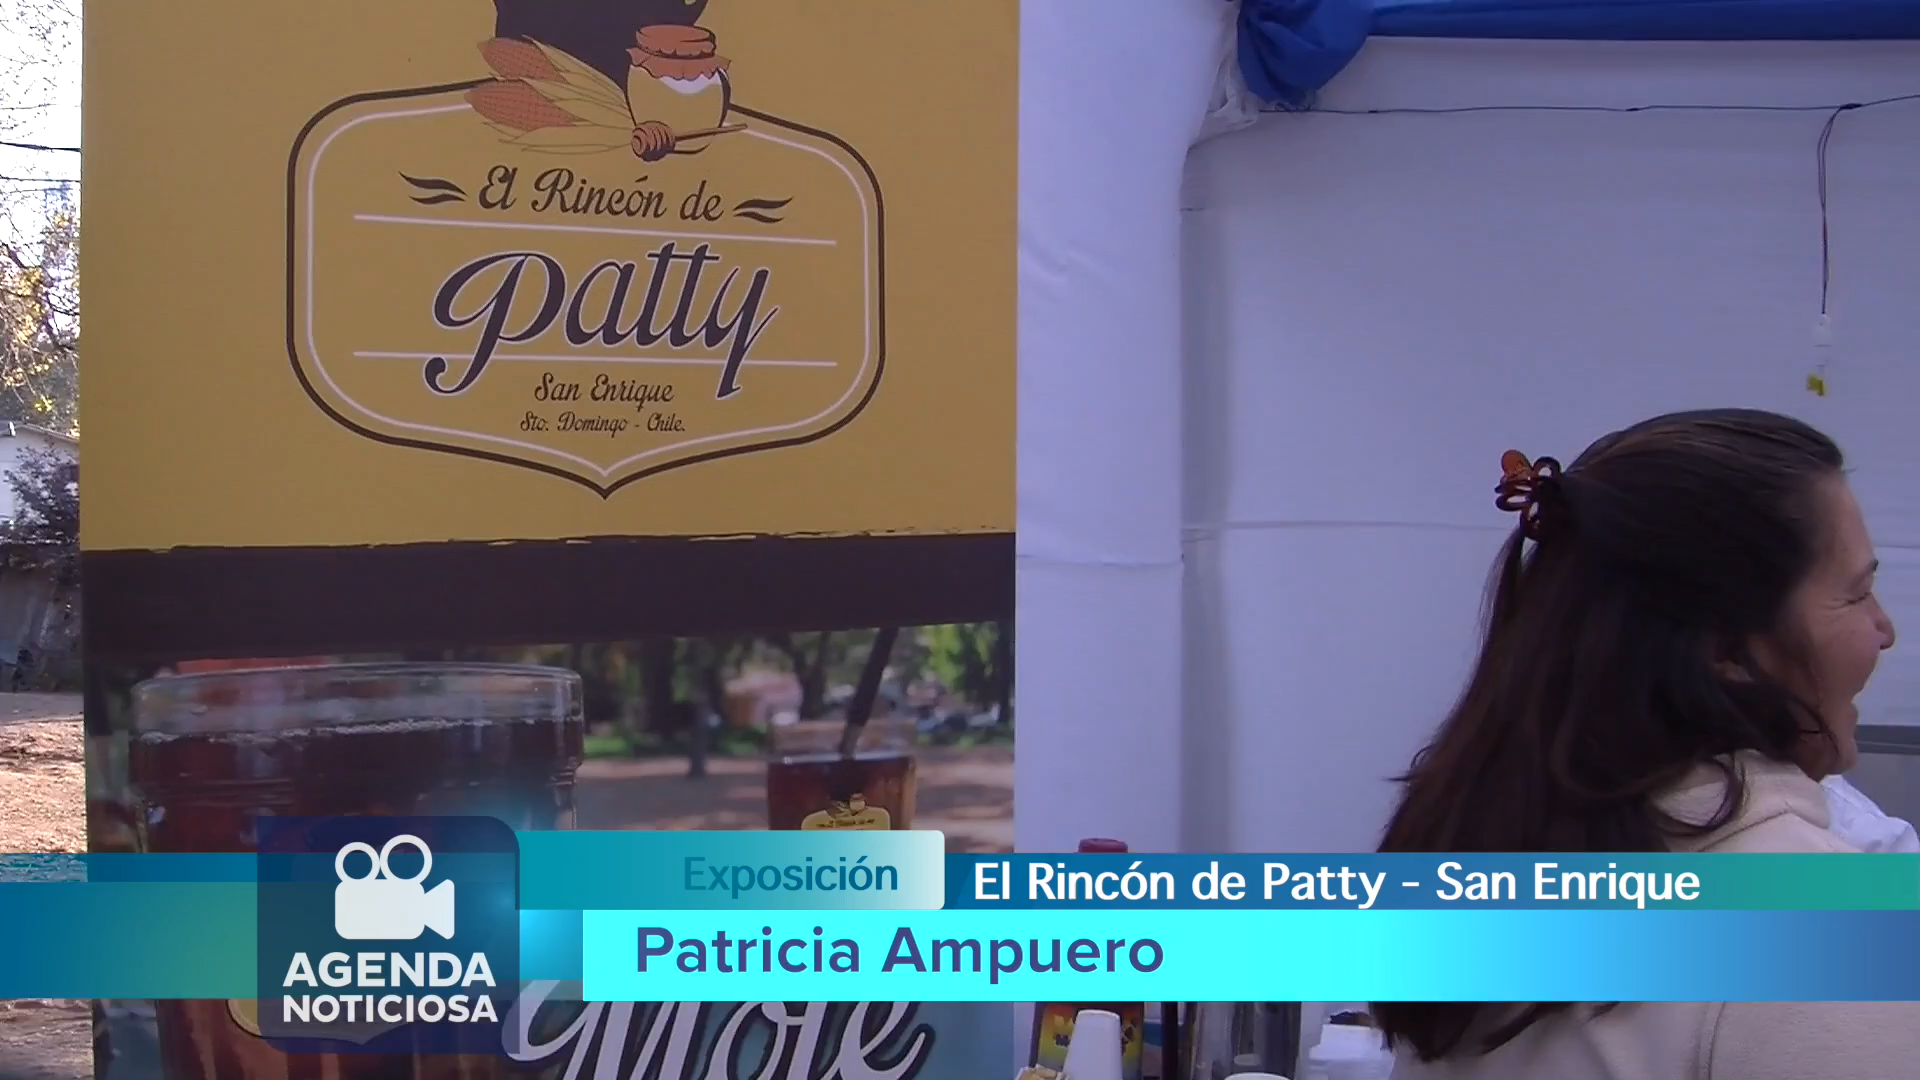 El Rincón de
Patty
San Enrique
Sto. Domingo - Chile.
Exposición
El Rincón de Patty - San Enrique
Patricia Ampuero
AGENDA
NOTICIOSA
Mote